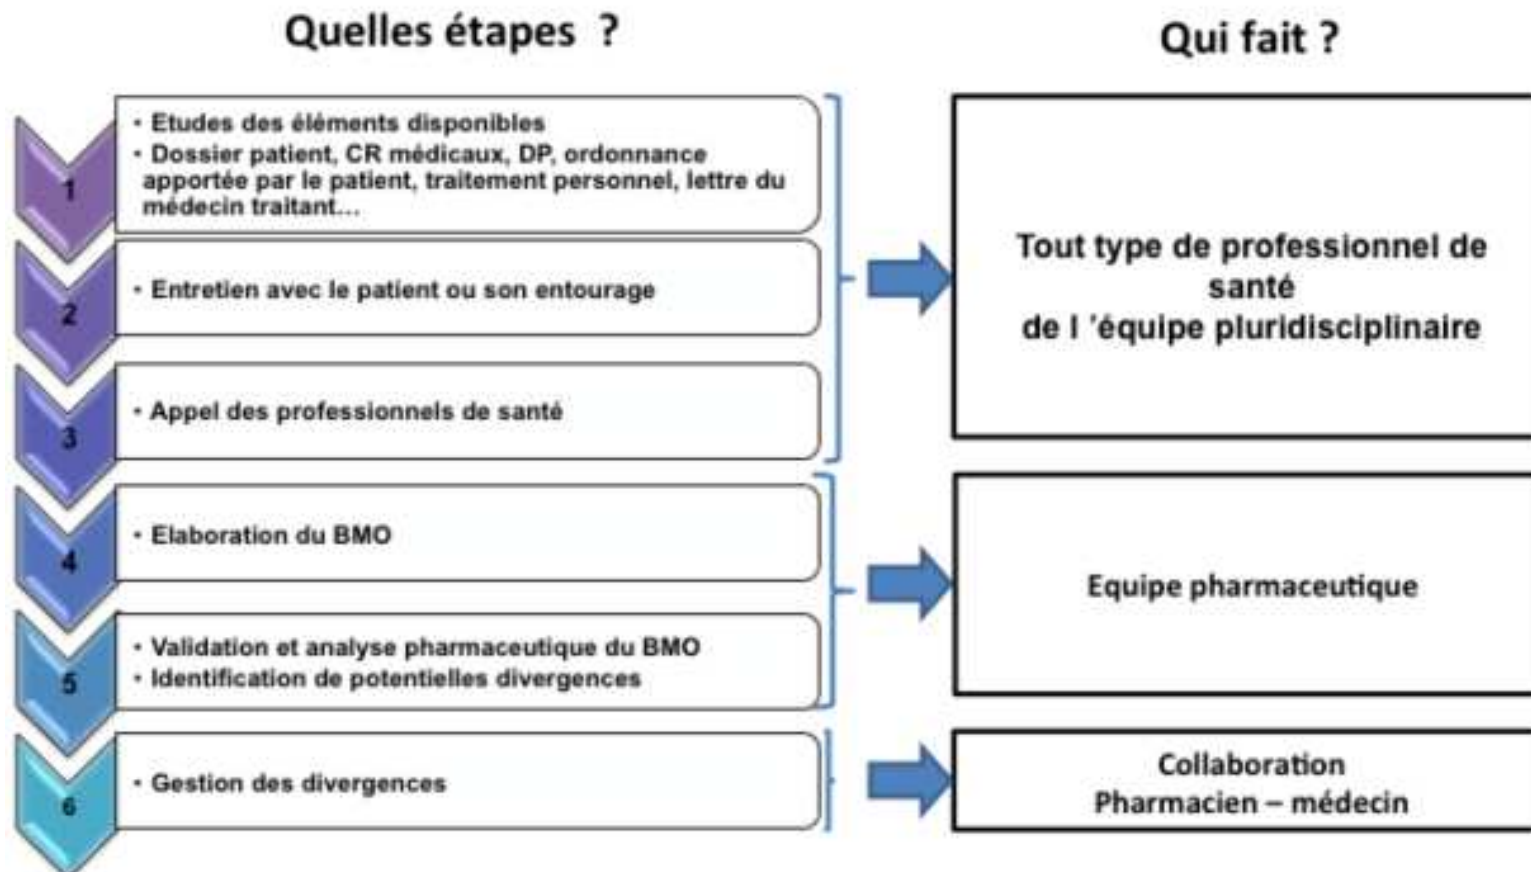 Quelles étapes ?
Qui fait ?
1
• Etudes des éléments disponibles
• Dossier patient, CR médicaux, DP, ordonnance
apportée par le patient, traitement personnel, lettre du
médecin traitant...
2
• Entretien avec le patient ou son entourage
3
• Appel des professionnels de santé
Tout type de professionnel de
santé
de l ’équipe pluridisciplinaire
4
• Elaboration du BMO
5
• Validation et analyse pharmaceutique du BMO
• Identification de potentielles divergences
Equipe pharmaceutique
6
• Gestion des divergences
Collaboration
Pharmacien – médecin